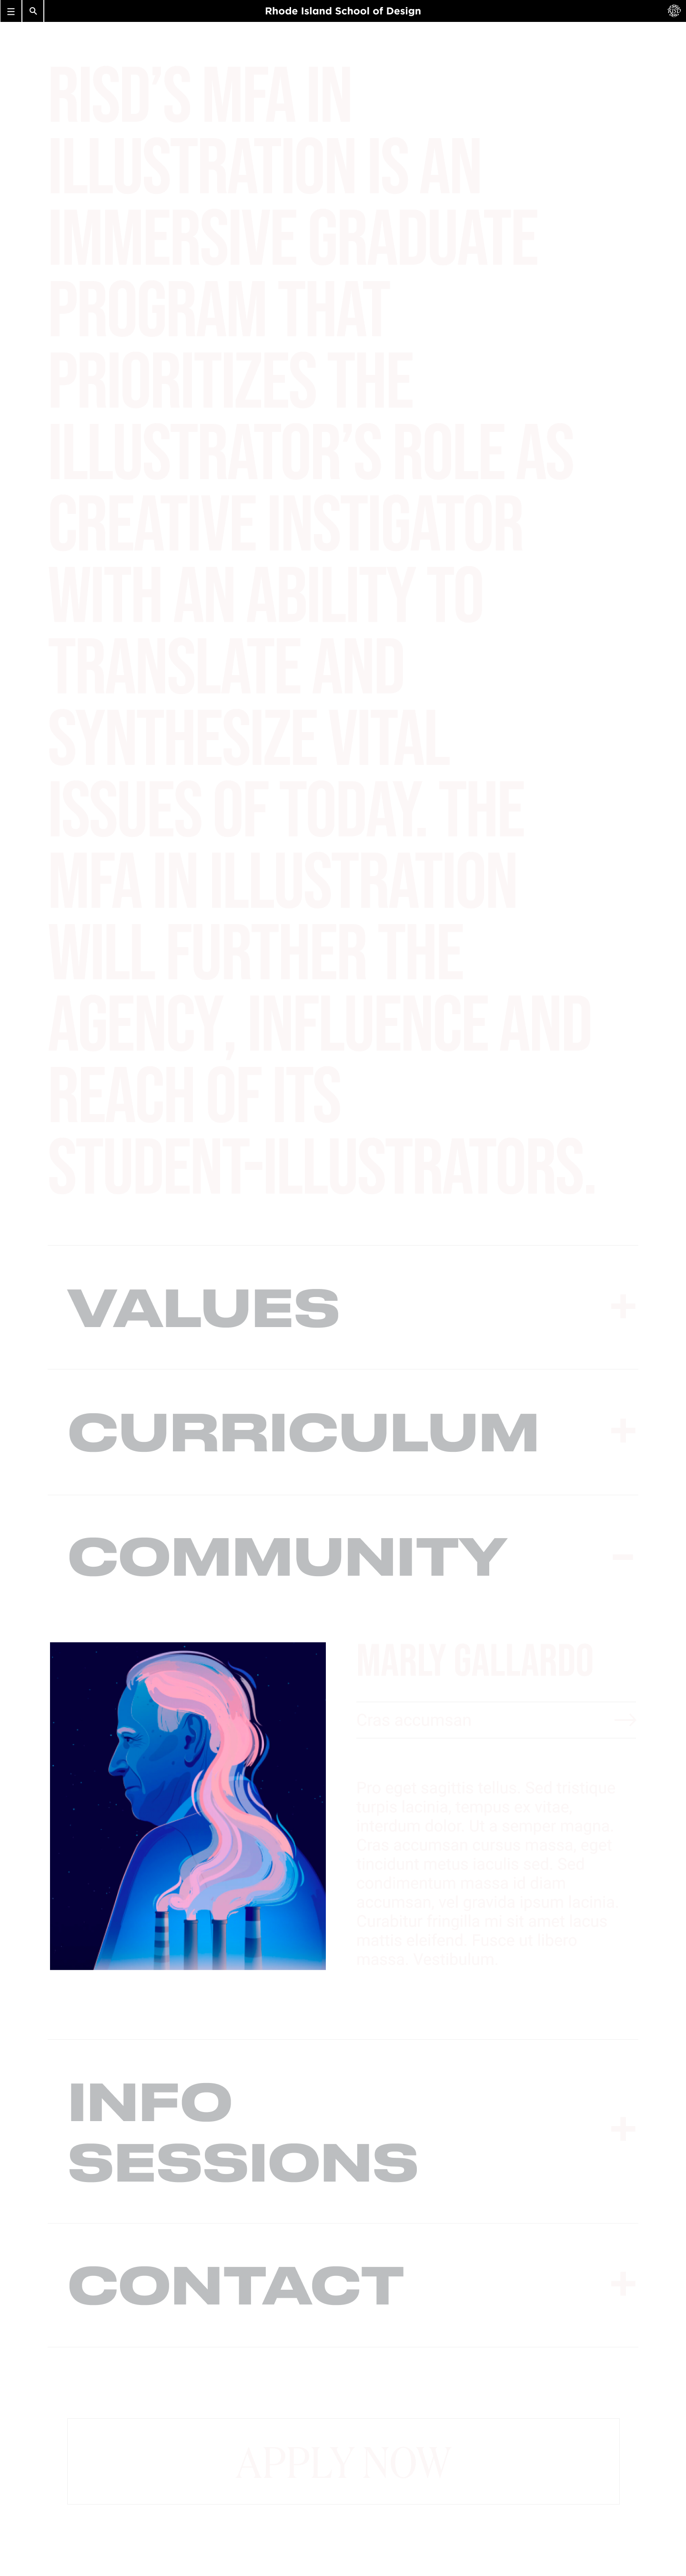 Rhode Island School of Design
RISD
RISD'S MFA IN
ILLUSTRATION IS AN
IMMERSIVE GRADUATE
PROGRAM THAT
PRIORITIZES THE
ILLUSTRATOR'S ROLE AS
CREATIVE INSTIGATOR
WITH AN ABILITY TO
TRANSLATE AND
SYNTHESIZE VITAL
ISSUES OF TODAY. THE
MFA IN ILLUSTRATION
WILL FURTHER THE
AGENCY, INFLUENCE AND
REACH OF ITS
STUDENT-ILLUSTRATORS.
VALUES
CURRICULUM
COMMUNITY
MARLY GALLARDO
Cras accumsan
Pro eget sagittis tellus. Sed tristique
turpis lacinia, tempus ex vitae,
interdum dolor. Ut a semper magna.
Cras accumsan cursus massa, eget
tincidunt metus iaculis sed. Sed
condimentum massa id diam
accumsan, vel gravida ipsum lacinia.
Curabitur fringilla mi sit amet lacus
mattis eleifend. Fusce ut libero
massa. Vestibulum
INFO
SESSIONS
CONTACT
APPLY NOW